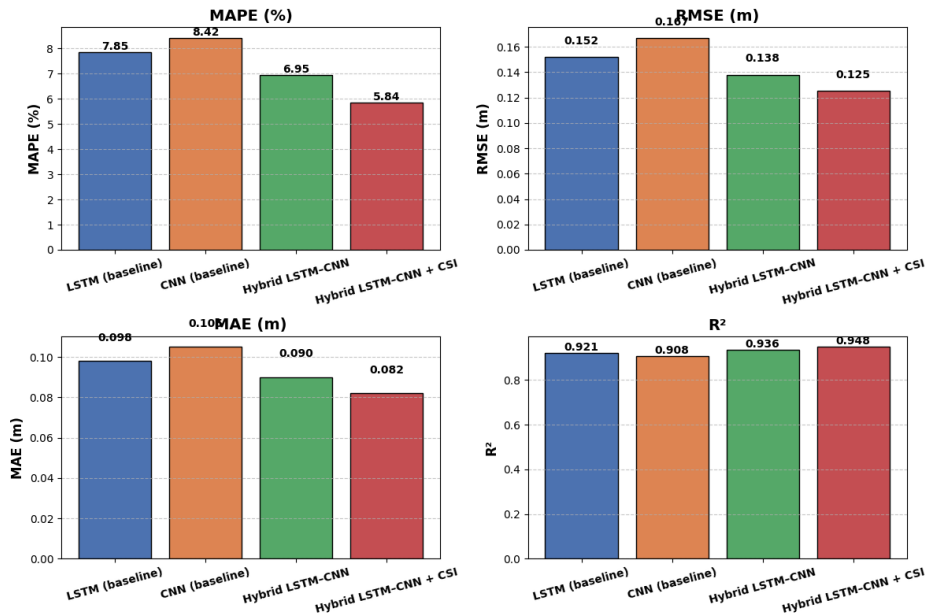 MAPE (%)
MAPE (%)
8
7
6
5
4
3
2
1
0
7.85
8.42
6.95
5.84
LSTM (baseline)
CNN (baseline)
Hybrid LSTM–CNN
Hybrid LSTM–CNN + CSI
RMSE (m)
RMSE (m)
0.16
0.14
0.12
0.10
0.08
0.06
0.04
0.02
0.00
0.152
0.167
0.138
0.125
LSTM (baseline)
CNN (baseline)
Hybrid LSTM–CNN
Hybrid LSTM–CNN + CSI
MAE (m)
MAE (m)
0.10
0.08
0.06
0.04
0.02
0.00
0.098
0.090
0.082
LSTM (baseline)
CNN (baseline)
Hybrid LSTM–CNN
Hybrid LSTM–CNN + CSI
R²
R²
0.8
0.6
0.4
0.2
0.0
0.921
0.908
0.936
0.948
LSTM (baseline)
CNN (baseline)
Hybrid LSTM–CNN
Hybrid LSTM–CNN + CSI